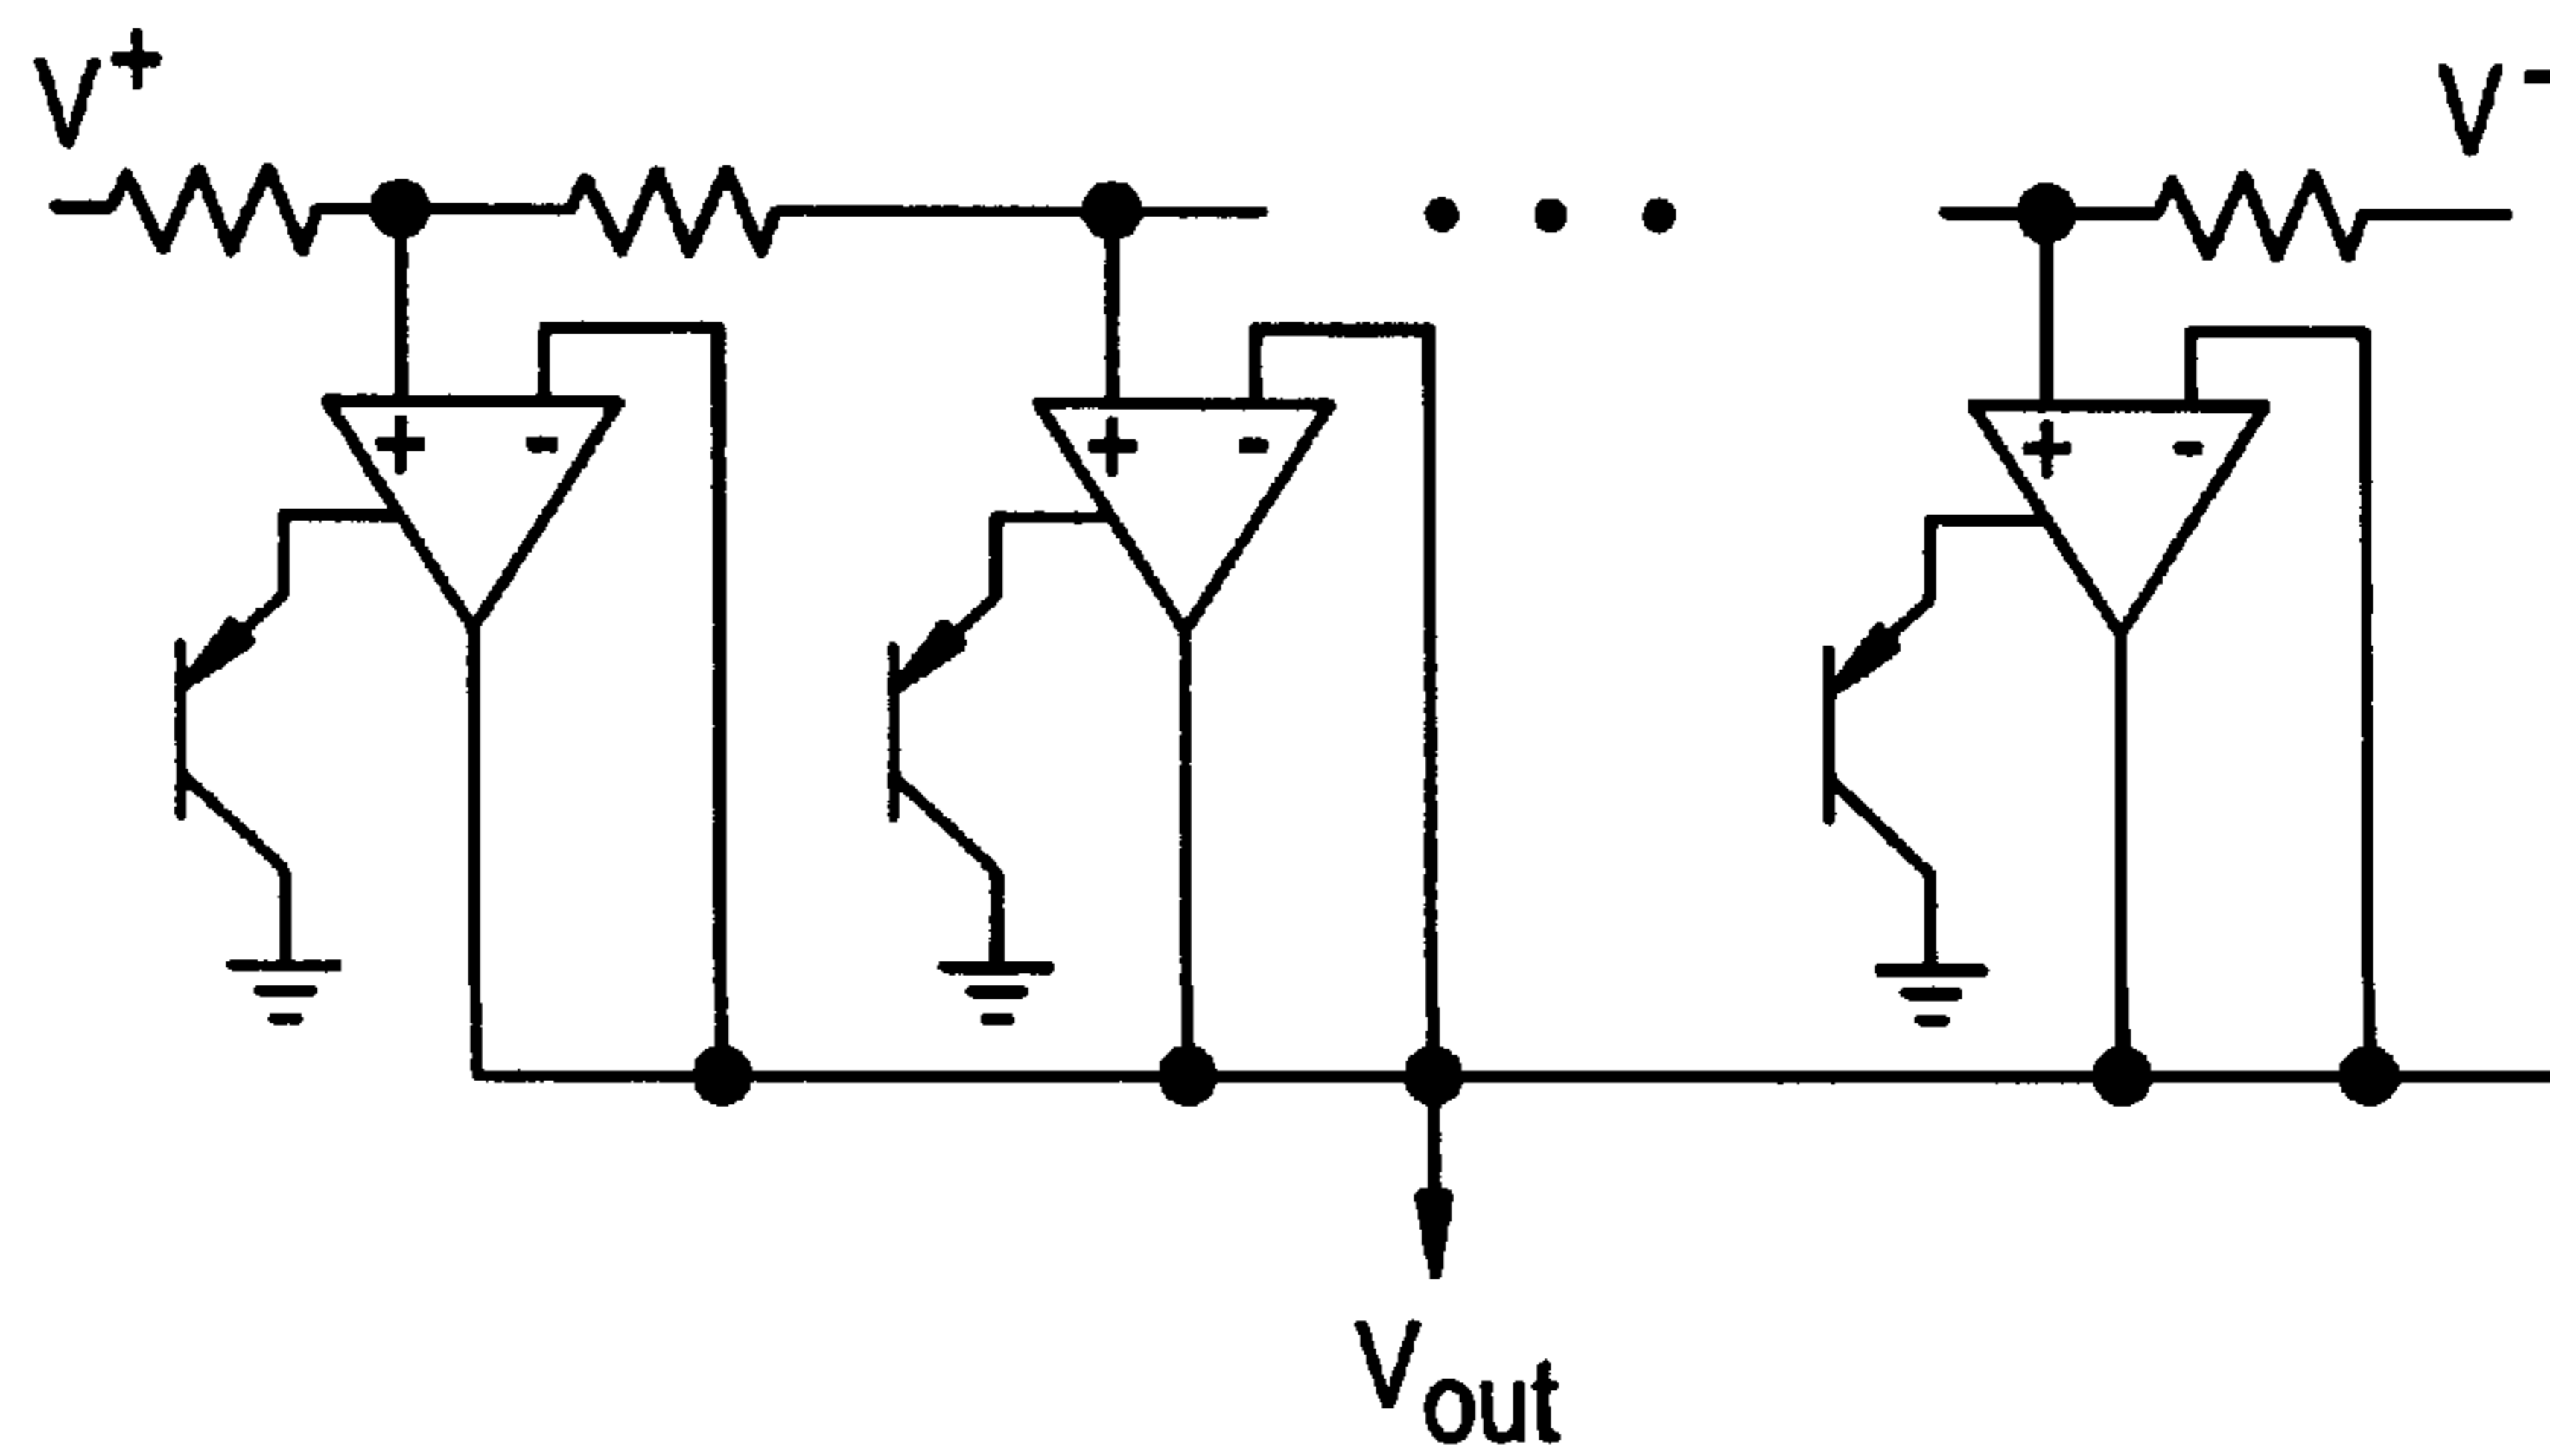 V+ V-
+ - + - + -
Vout